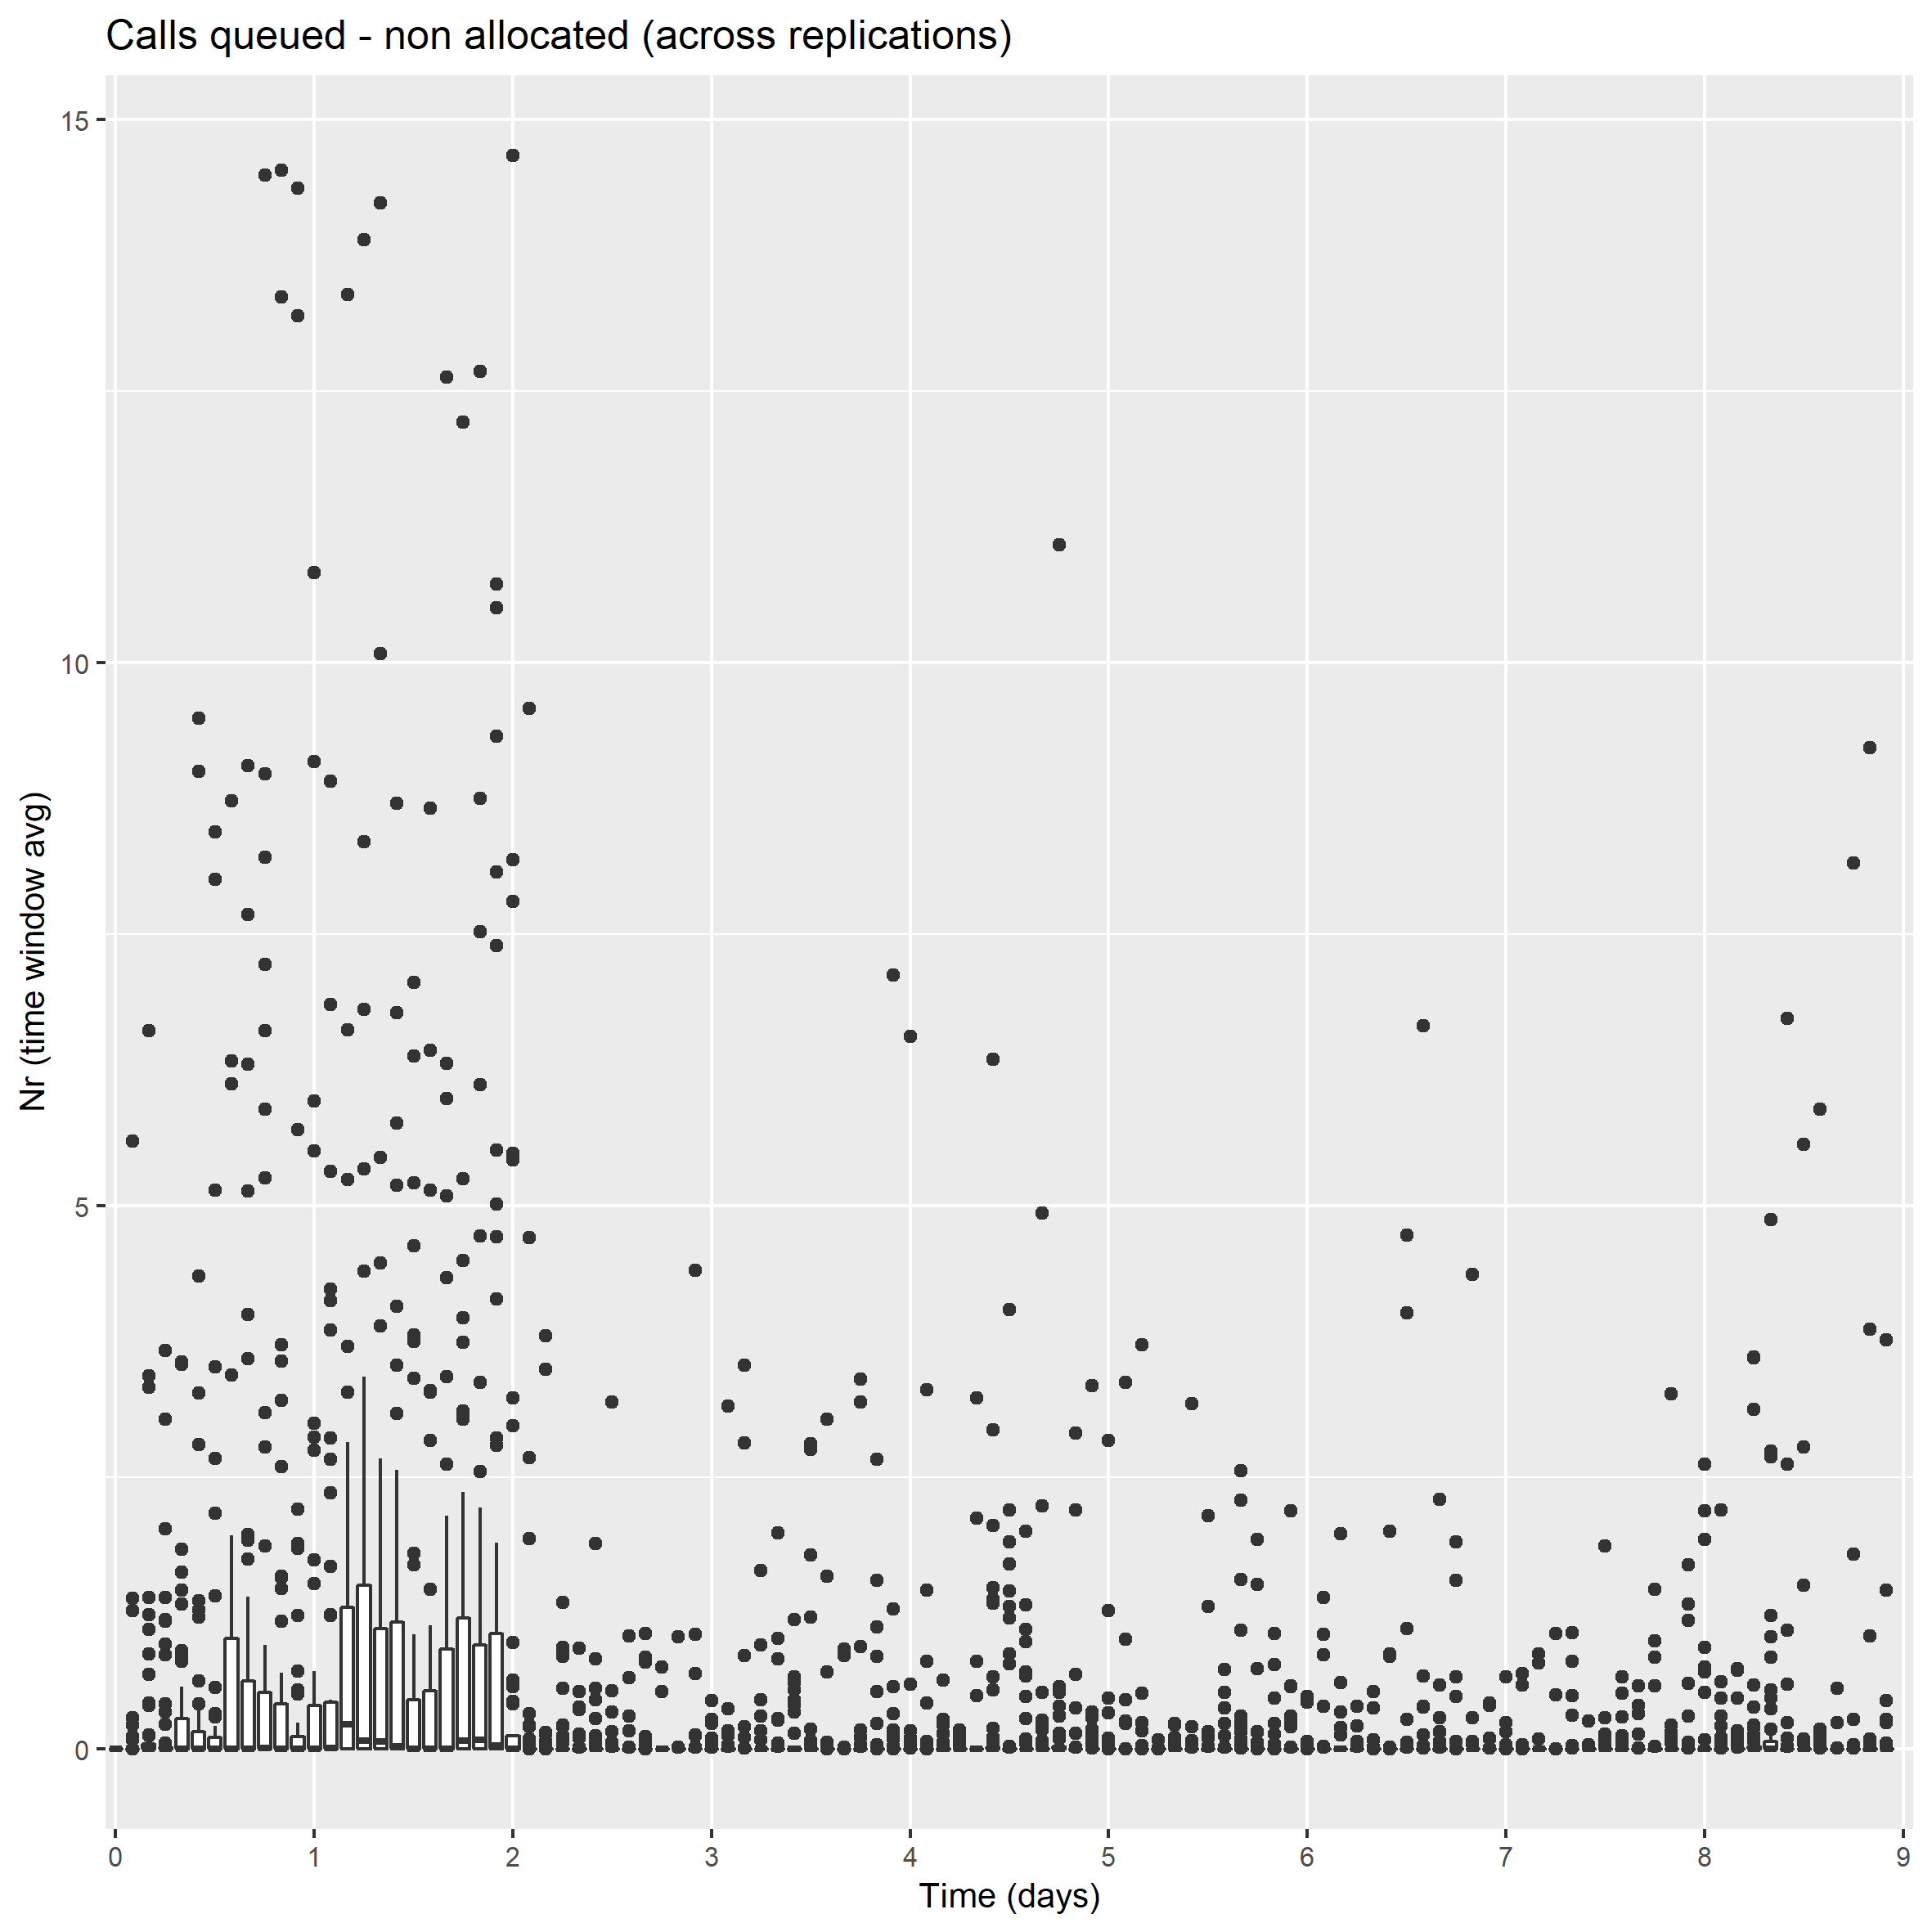 Calls queued - non allocated (across replications)
15
10
5
0
Nr (time window avg)
0 1 2 3 4 5 6 7 8 9
Time (days)